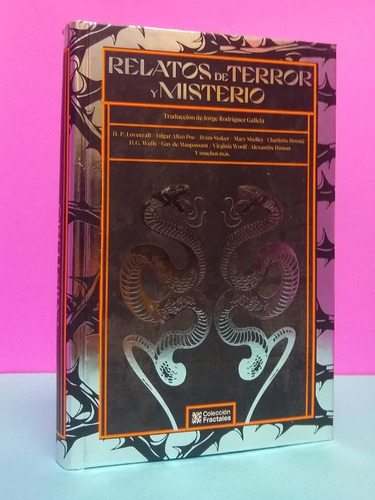 RELATOS DE TERROR
Y MISTERIO
Traducción de Jorge Rodríguez Galicia
H. P. Lovecraft · Edgar Allan Poe · Bram Stoker · Mary Shelley · Charlotte Brontë
H.G. Wells · Guy de Maupassant · Virginia Woolf · Alexandre Dumas
Y muchos más.
Colección
Fractales